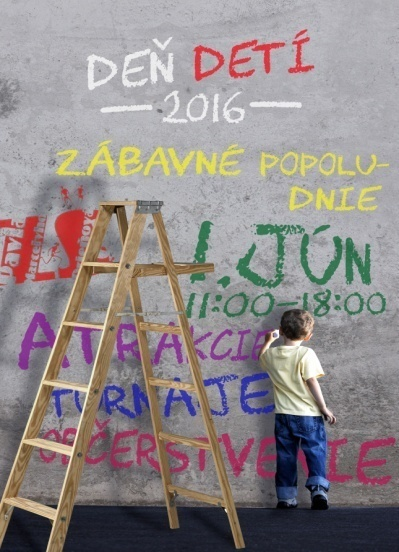 DEŇ DETÍ
2016
ZÁBAVNÉ POPOLU-
DNIE
1. JÚN
11:00–18:00
ATRAKCIE
TURNAJE
OBČERSTVENIE